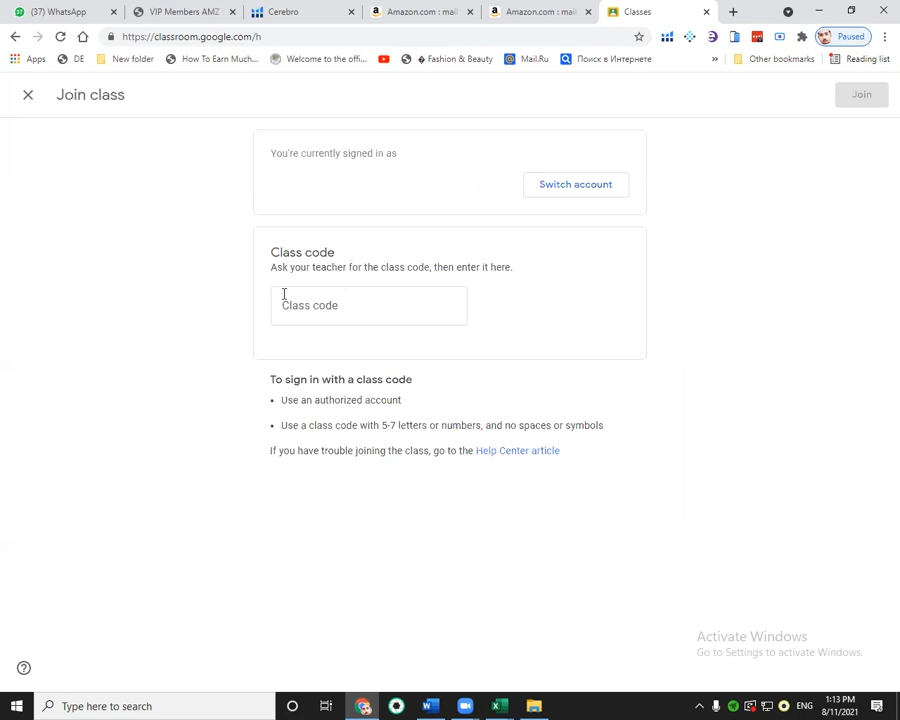 (37) WhatsApp
VIP Members AMZ
Cerebro
Amazon.com : mail
Amazon.com : mail
Classes
https://classroom.google.com/h
Paused
Apps
DE
New folder
How To Earn Much...
Welcome to the offi...
� Fashion & Beauty
Mail.Ru
Поиск в Интернете
»
Other bookmarks
Reading list
Join class
Join
You're currently signed in as
Switch account
Class code
Ask your teacher for the class code, then enter it here.
Class code
To sign in with a class code
• Use an authorized account
• Use a class code with 5-7 letters or numbers, and no spaces or symbols
If you have trouble joining the class, go to the Help Center article
Activate Windows
Go to Settings to activate Windows.
Type here to search
ENG
1:13 PM
8/11/2021